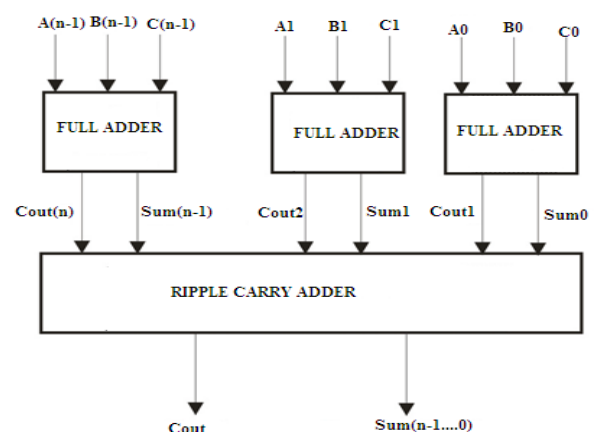 A(n-1) B(n-1) C(n-1) A1 B1 C1 A0 B0 C0
FULL ADDER FULL ADDER FULL ADDER
Cout(n) Sum(n-1) Cout2 Sum1 Cout1 Sum0
RIPPLE CARRY ADDER
Cout Sum(n-1....0)